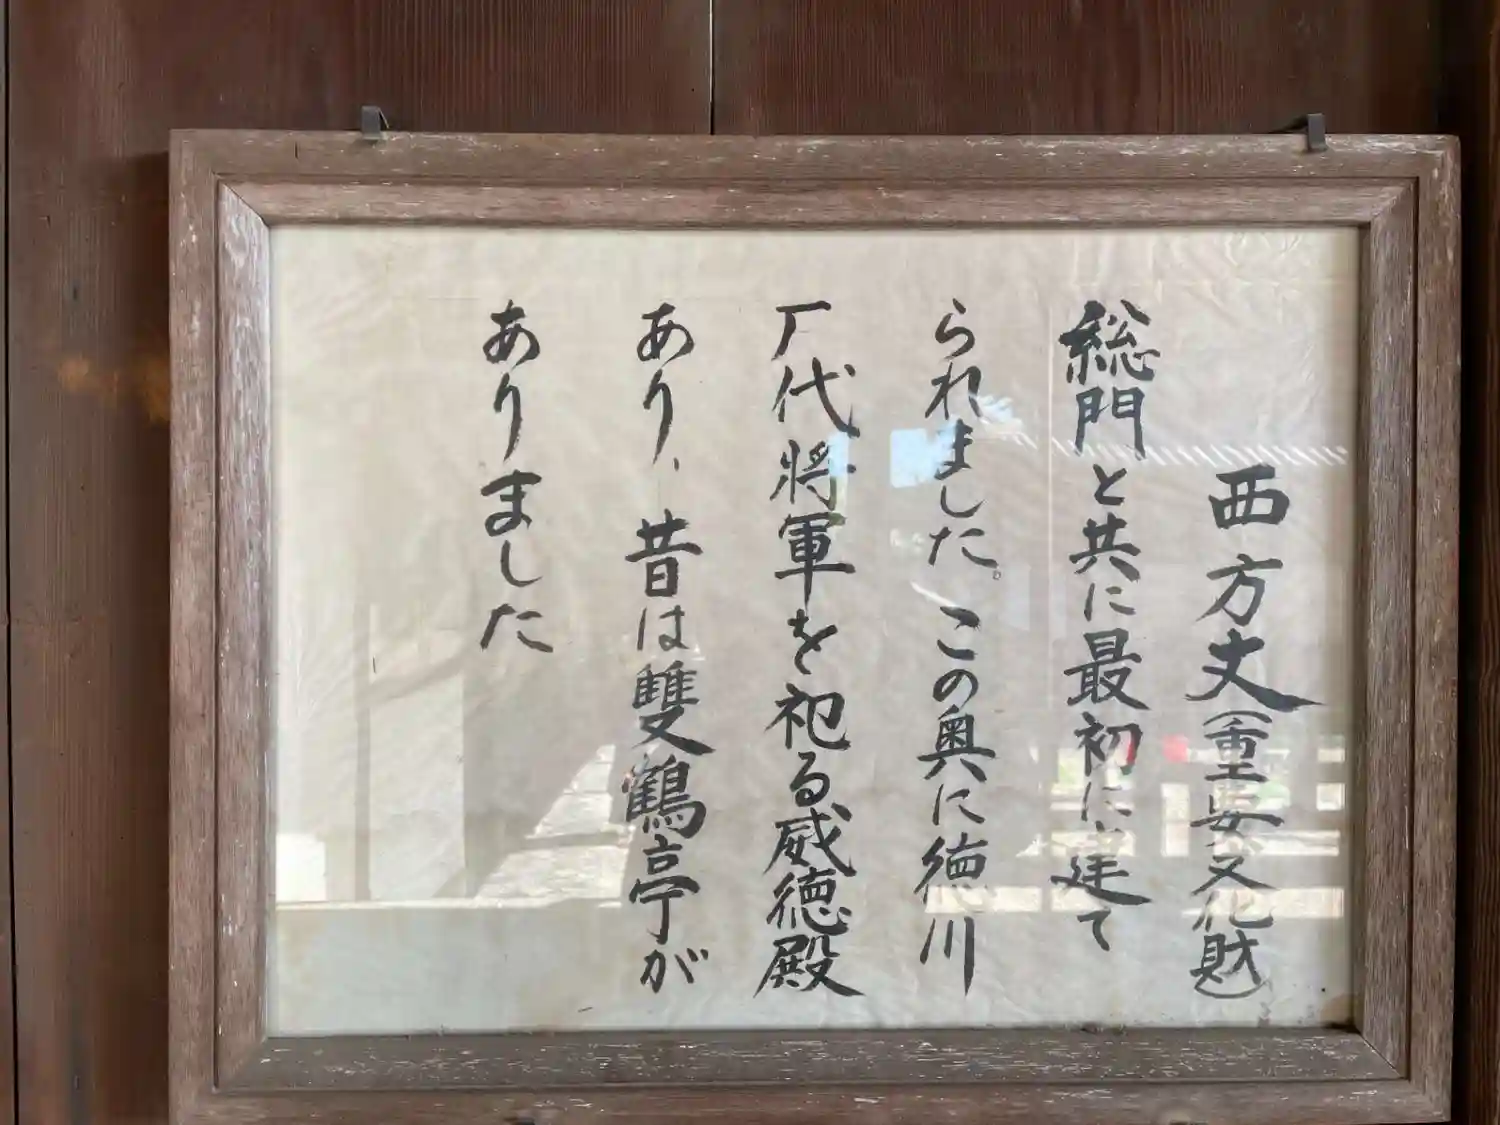 西方丈(重要文化財)
総門と共に最初に建て
られました。この奥に徳川
厂代将軍を祀る威徳殿
あり、昔は雙鶴亭が
ありました